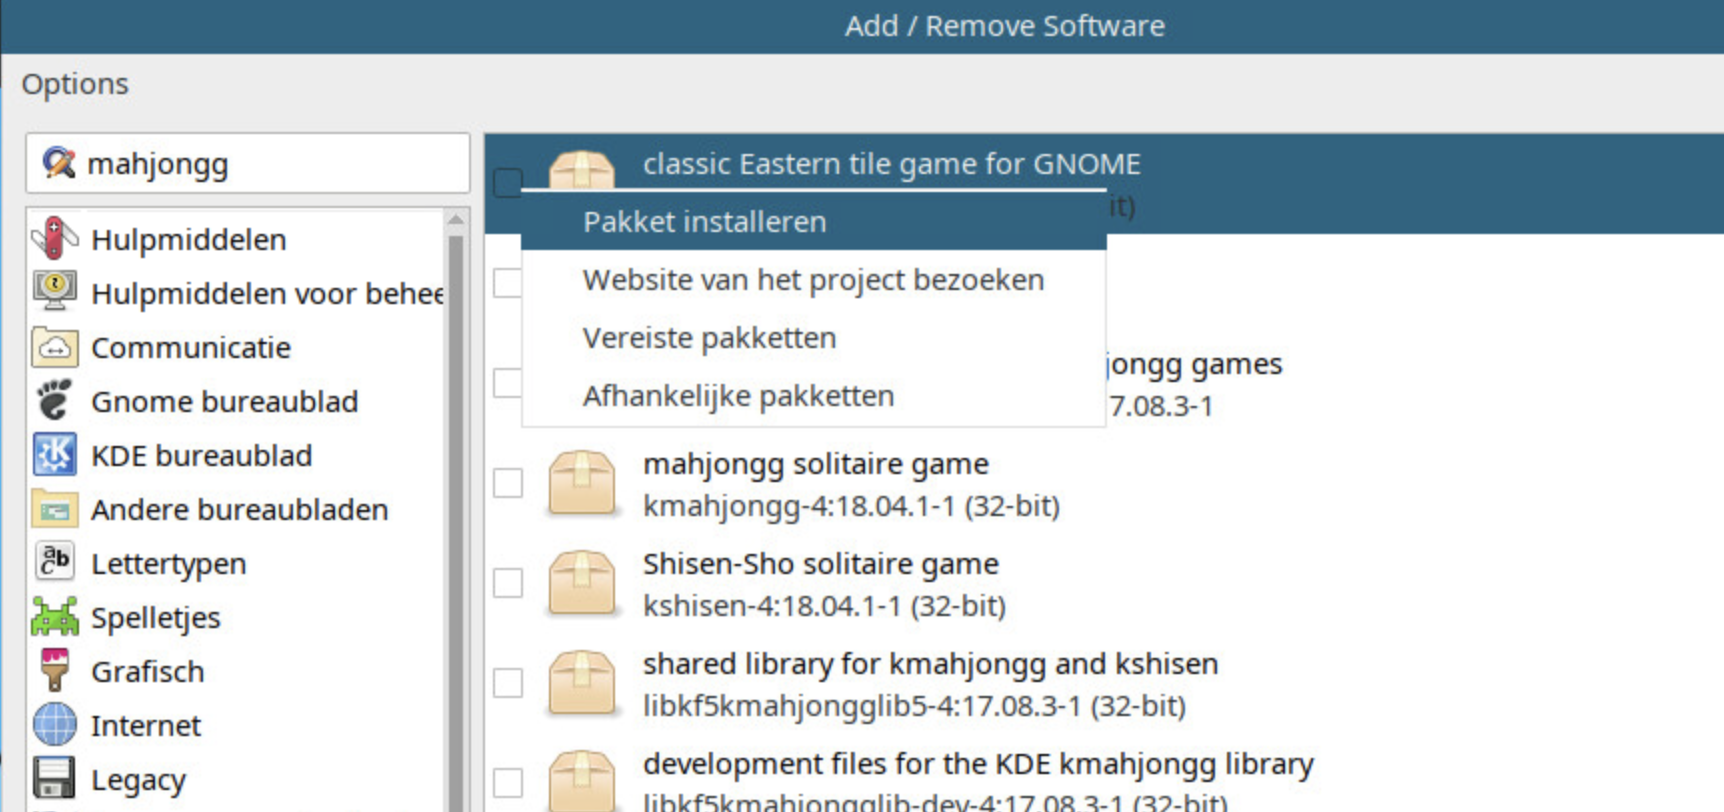 Add / Remove Software
Options
mahjongg
Hulpmiddelen
Hulpmiddelen voor behee
Communicatie
Gnome bureaublad
KDE bureaublad
Andere bureaubladen
Lettertypen
Spelletjes
Grafisch
Internet
Legacy
classic Eastern tile game for GNOME
it)
Pakket installeren
Website van het project bezoeken
Vereiste pakketten
Afhankelijke pakketten
jongg games
7.08.3-1
mahjongg solitaire game
kmahjongg-4:18.04.1-1 (32-bit)
Shisen-Sho solitaire game
kshisen-4:18.04.1-1 (32-bit)
shared library for kmahjongg and kshisen
libkf5kmahjongglib5-4:17.08.3-1 (32-bit)
development files for the KDE kmahjongg library
libkf5kmahjongglib-dev-4:17.08.3-1 (32-bit)